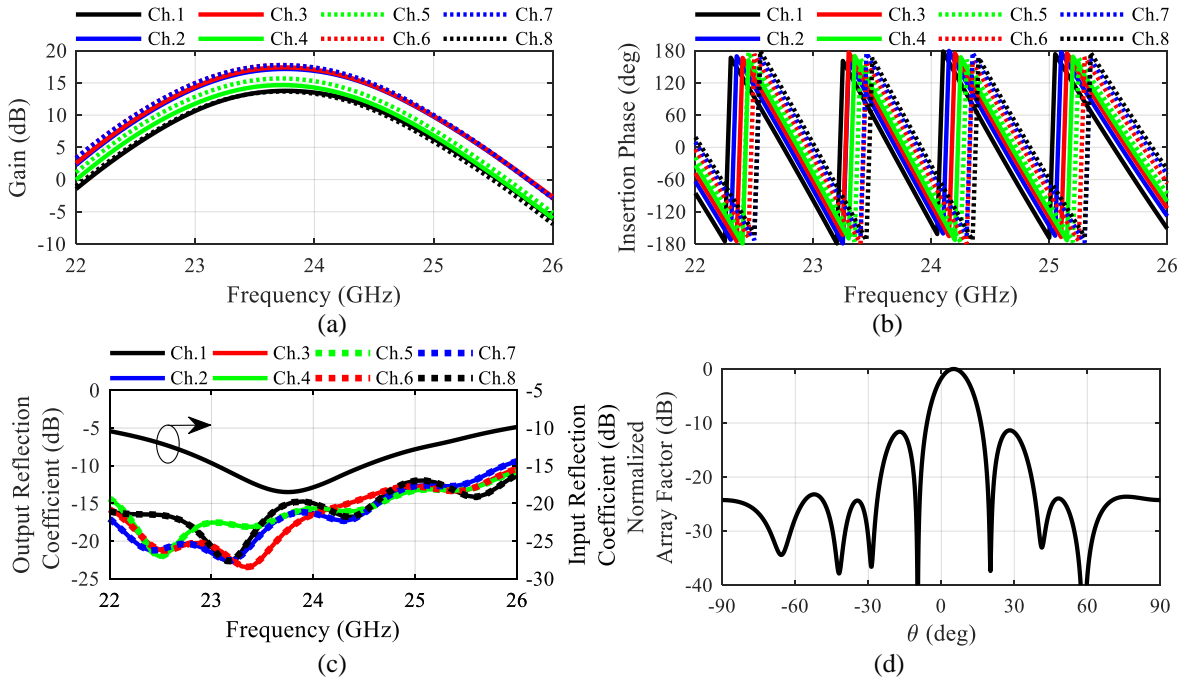 Ch.1 Ch.3 Ch.5 Ch.7
Ch.2 Ch.4 Ch.6 Ch.8
20
15
10
5
0
-5
-10
Gain (dB)
22 23 24 25 26
Frequency (GHz)
(a)
Ch.1 Ch.3 Ch.5 Ch.7
Ch.2 Ch.4 Ch.6 Ch.8
180
120
60
0
-60
-120
-180
Insertion Phase (deg)
22 23 24 25 26
Frequency (GHz)
(b)
Ch.1 Ch.3 Ch.5 Ch.7
Ch.2 Ch.4 Ch.6 Ch.8
0
-5
-10
-15
-20
-25
Output Reflection
Coefficient (dB)
-5
-10
-15
-20
-25
-30
Input Reflection
Coefficient (dB)
22 23 24 25 26
Frequency (GHz)
(c)
0
-10
-20
-30
-40
Normalized
Array Factor (dB)
-90 -60 -30 0 30 60 90
θ (deg)
(d)